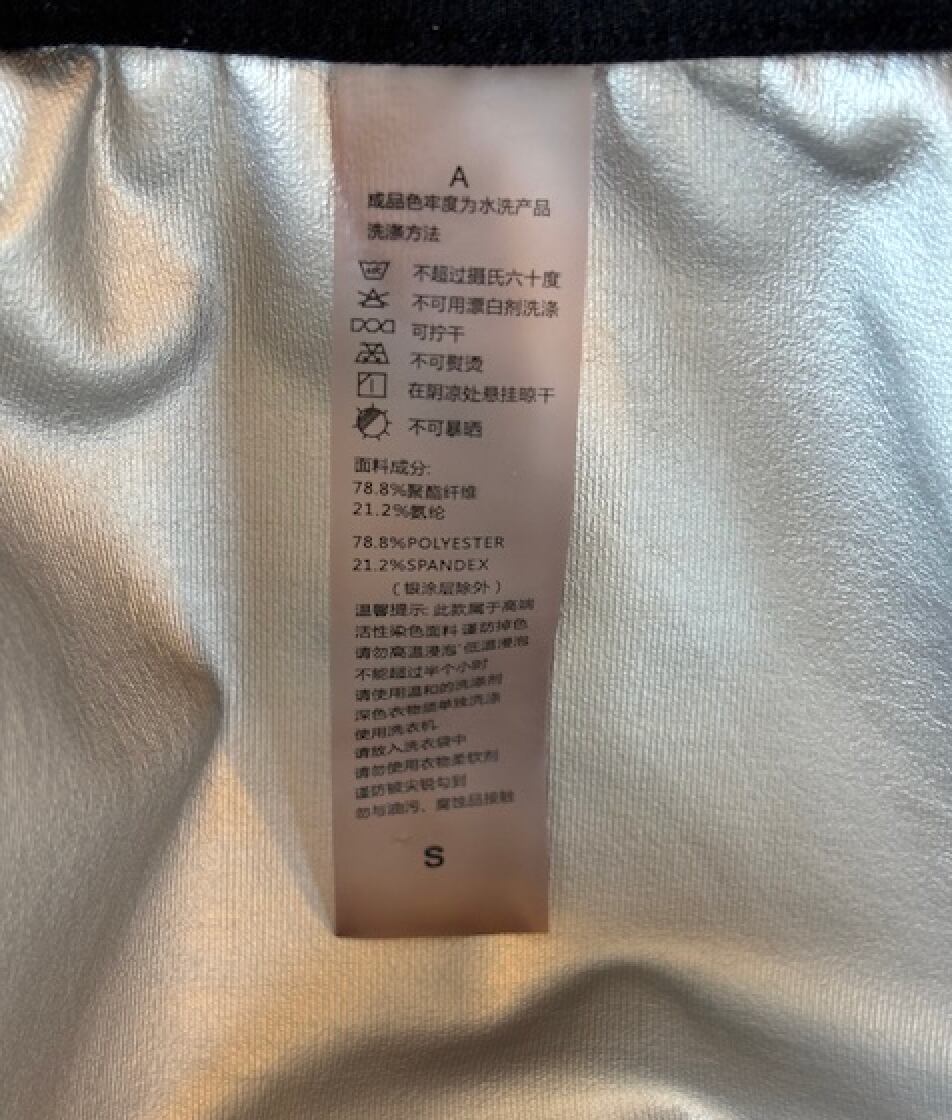 A
成品色牢度为水洗产品
洗涤方法
不超过摄氏六十度
不可用漂白剂洗涤
可拧干
不可熨烫
在阴凉处悬挂晾干
不可暴晒
面料成分:
78.8%聚酯纤维
21.2%氨纶
78.8%POLYESTER
21.2%SPANDEX
（银涂层除外）
温馨提示: 此款属于高端
活性染色面料 谨防掉色
请勿高温浸泡 低温浸泡
不能超过半个小时
请使用温和的洗涤剂
深色衣物须单独洗涤
使用洗衣机
请放入洗衣袋中
请勿使用衣物柔软剂
谨防被尖锐勾到
勿与油污、腐蚀品接触
S